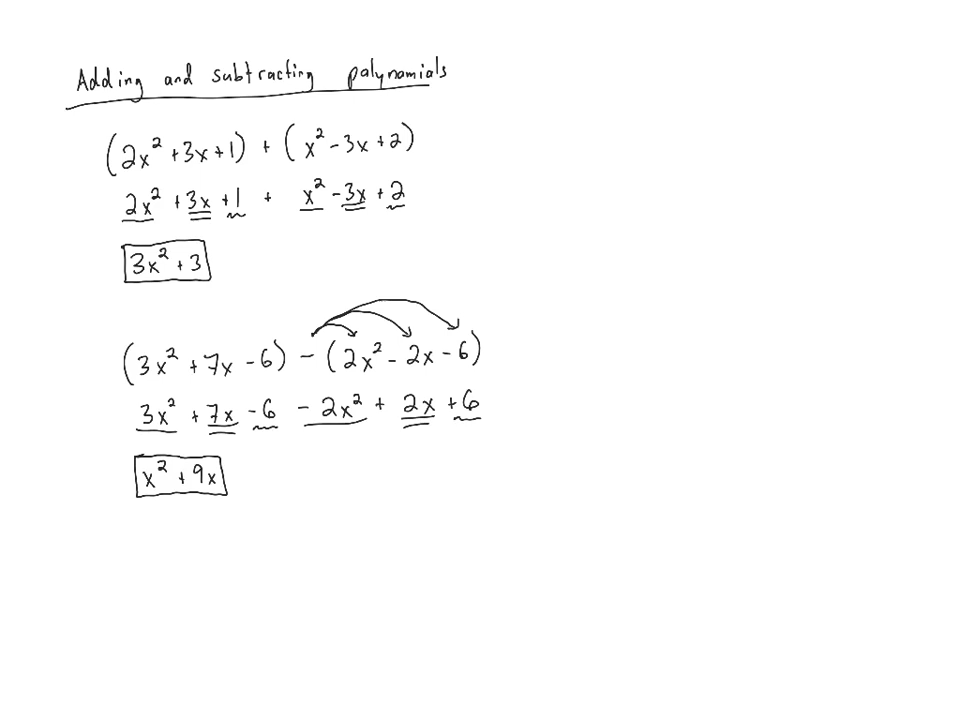 Adding and subtracting palynamials
(2x² + 3x + 1) + (x² - 3x + 2)
2x² + 3x + 1 + x² - 3x + 2
3x² + 3
(3x² + 7x - 6) - (2x² - 2x - 6)
3x² + 7x - 6 - 2x² + 2x + 6
x² + 9x